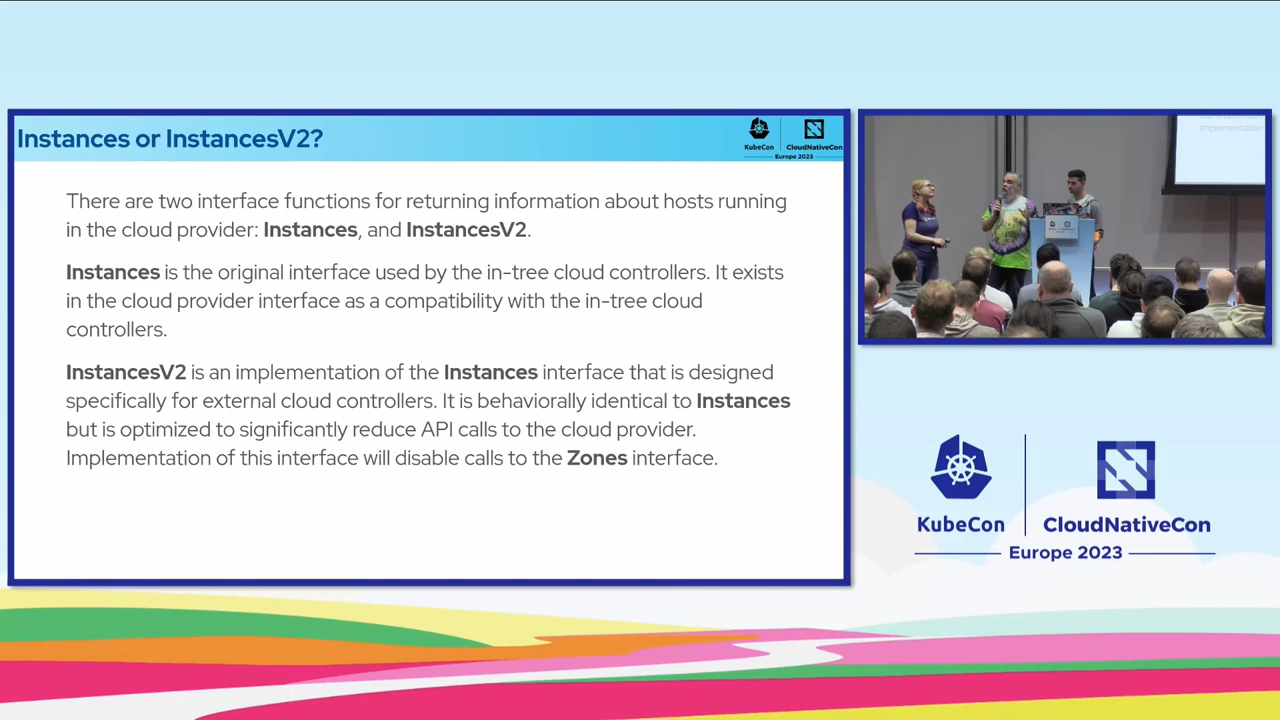 Instances or InstancesV2?
KubeCon
CloudNativeCon
Europe 2023
There are two interface functions for returning information about hosts running
in the cloud provider: Instances, and InstancesV2.
Instances is the original interface used by the in-tree cloud controllers. It exists
in the cloud provider interface as a compatibility with the in-tree cloud
controllers.
InstancesV2 is an implementation of the Instances interface that is designed
specifically for external cloud controllers. It is behaviorally identical to Instances
but is optimized to significantly reduce API calls to the cloud provider.
Implementation of this interface will disable calls to the Zones interface.
Implementation
KubeCon
CloudNativeCon
Europe 2023